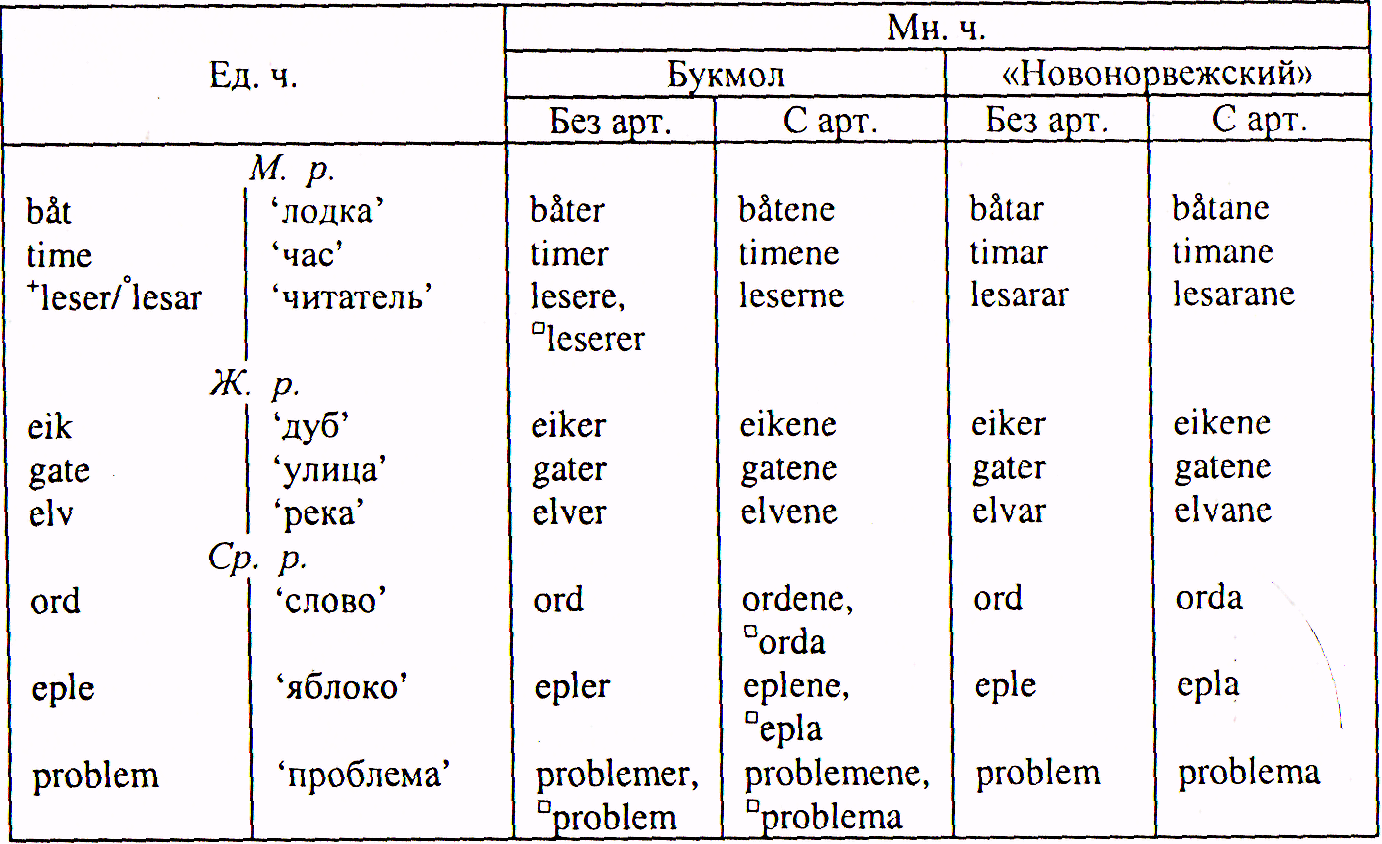 Мн. ч.
Ед. ч.
Букмол «Новонорвежский»
Без арт. С арт. Без арт. С арт.
М. р.
båt ‘лодка’ båter båtene båtar båtane
time ‘час’ timer timene timar timane
⁺leser/°lesar ‘читатель’ lesere, leserne lesarar lesarane
□leserer
Ж. р.
eik ‘дуб’ eiker eikene eiker eikene
gate ‘улица’ gater gatene gater gatene
elv ‘река’ elver elvene elvar elvane
Ср. р.
ord ‘слово’ ord ordene, ord orda
□orda
eple ‘яблоко’ epler eplene, eple epla
□epla
problem ‘проблема’ problemer, problemene, problem problema
□problem □problema